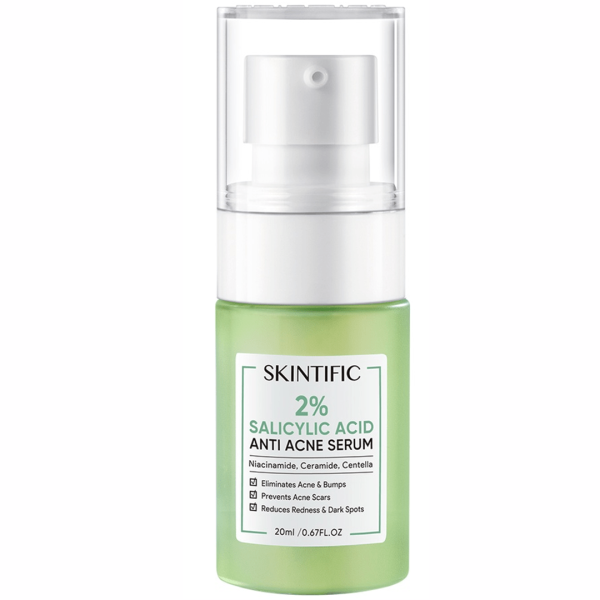 SKINTIFIC
2%
SALICYLIC ACID
ANTI ACNE SERUM
Niacinamide, Ceramide, Centella
Eliminates Acne & Bumps
Prevents Acne Scars
Reduces Redness & Dark Spots
20ml /0.67FL.OZ